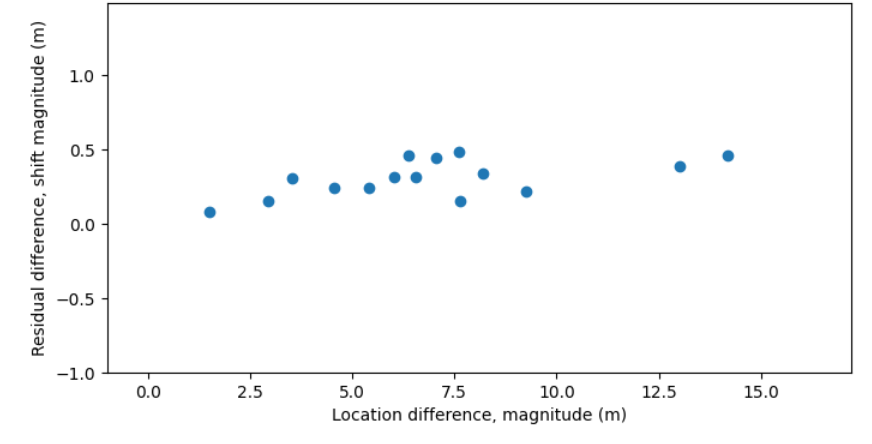 Residual difference, shift magnitude (m)
1.0
0.5
0.0
−0.5
−1.0
0.0 2.5 5.0 7.5 10.0 12.5 15.0
Location difference, magnitude (m)